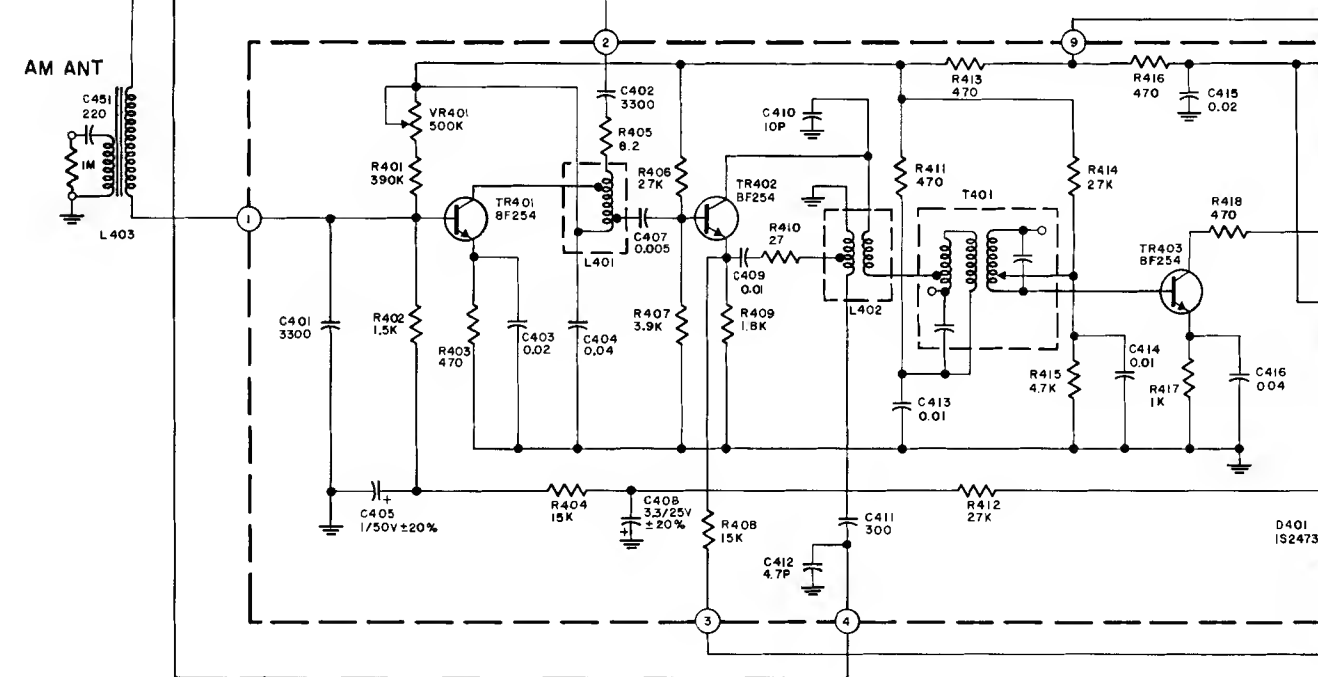 AM ANT
C451
220
1M
L403
1
2
9
VR401
500K
R401
390K
C402
3300
R405
8.2
TR401
BF254
L401
C407
0.005
R406
27K
TR402
BF254
C410
10P
R413
470
R416
470
C415
0.02
R411
470
R414
27K
T401
R418
470
TR403
BF254
R410
27
C409
0.01
L402
C401
3300
R402
1.5K
R403
470
C403
0.02
C404
0.04
R407
3.9K
R409
1.8K
C413
0.01
R415
4.7K
C414
0.01
R417
1K
C416
0.04
C405
1/50V±20%
+
R404
15K
C408
3.3/25V
±20%
+
R408
15K
C411
300
C412
4.7P
R412
27K
D401
1S2473
3
4